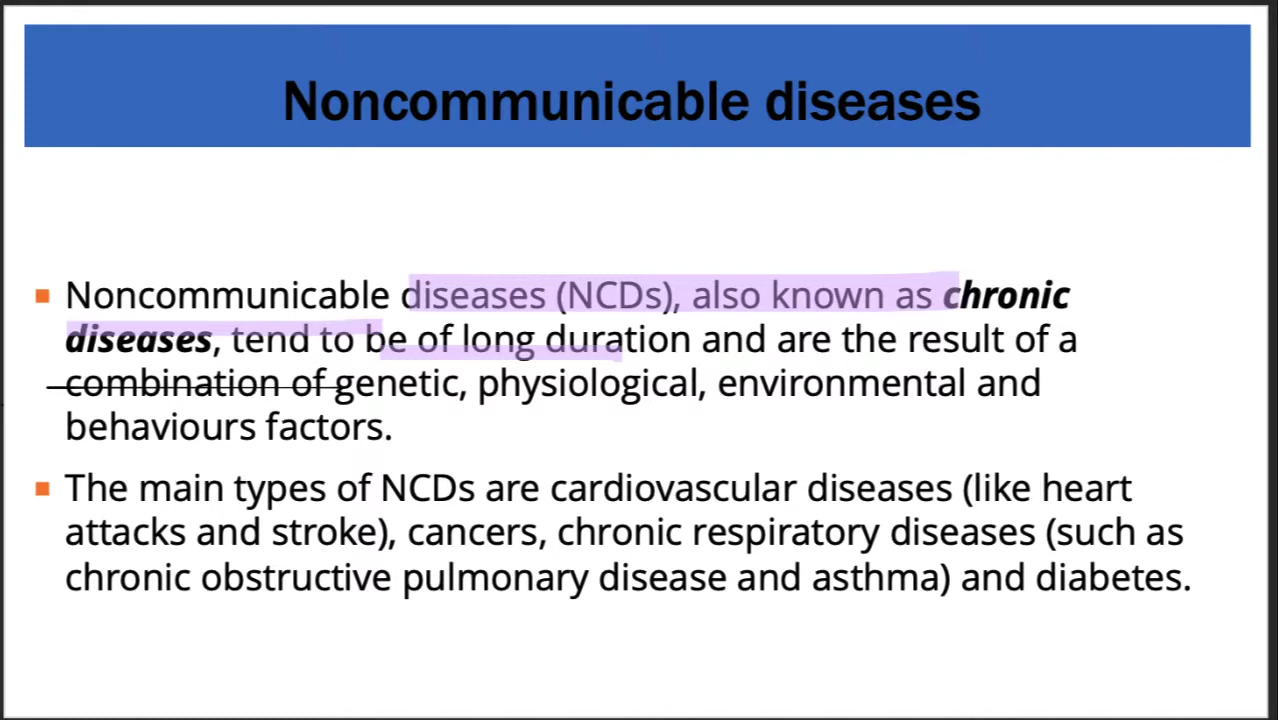 Noncommunicable diseases
Noncommunicable diseases (NCDs), also known as chronic
diseases, tend to be of long duration and are the result of a
combination of genetic, physiological, environmental and
behaviours factors.
The main types of NCDs are cardiovascular diseases (like heart
attacks and stroke), cancers, chronic respiratory diseases (such as
chronic obstructive pulmonary disease and asthma) and diabetes.